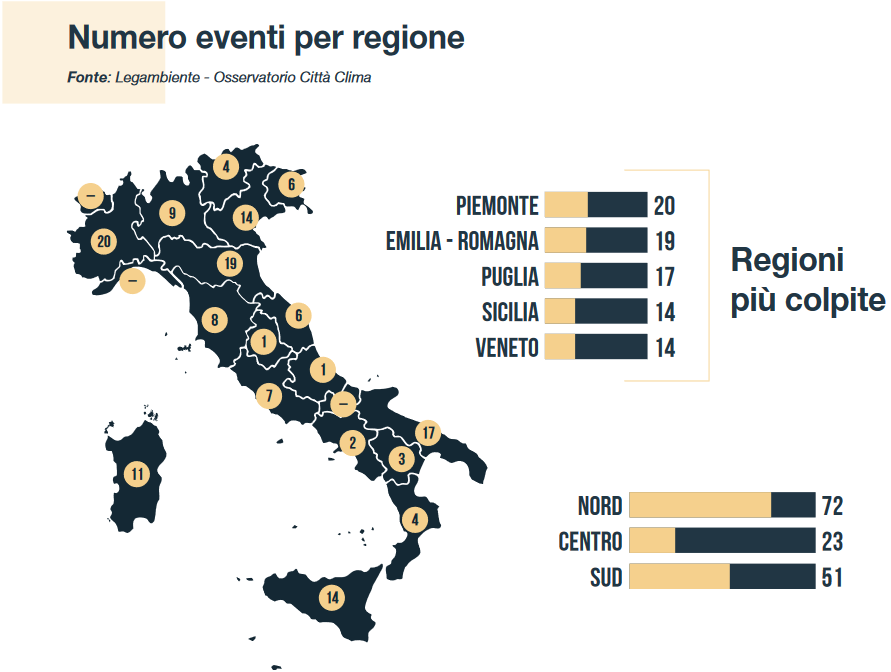 Numero eventi per regione
Fonte: Legambiente - Osservatorio Città Clima
4
–
6
9
14
20
19
–
6
8
1
1
7
–
17
2
3
11
4
14
PIEMONTE 20
EMILIA - ROMAGNA 19
PUGLIA 17
SICILIA 14
VENETO 14
Regioni
più colpite
NORD 72
CENTRO 23
SUD 51